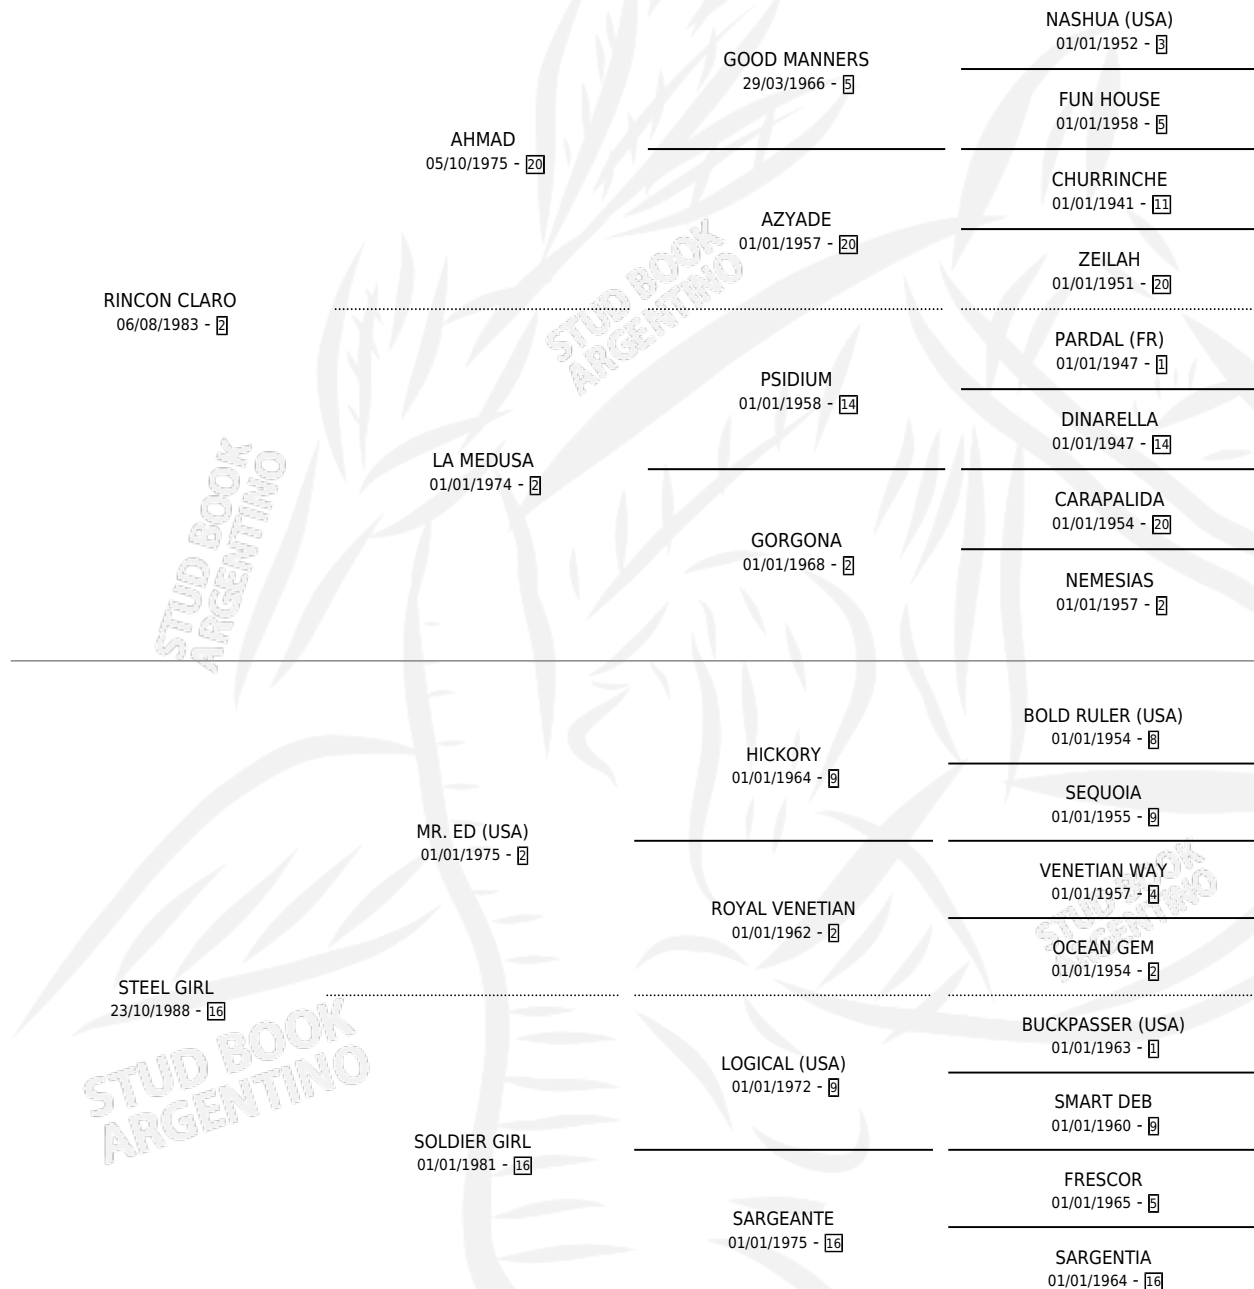 NASHUA (USA)
01/01/1952 - 3
GOOD MANNERS
29/03/1966 - 5
FUN HOUSE
01/01/1958 - 5
AHMAD
05/10/1975 - 20
CHURRINCHE
01/01/1941 - 11
AZYADE
01/01/1957 - 20
ZEILAH
01/01/1951 - 20
RINCON CLARO
06/08/1983 - 2
PARDAL (FR)
01/01/1947 - 1
PSIDIUM
01/01/1958 - 14
DINARELLA
01/01/1947 - 14
LA MEDUSA
01/01/1974 - 2
CARAPALIDA
01/01/1954 - 20
GORGONA
01/01/1968 - 2
NEMESIAS
01/01/1957 - 2
STUD BOOK
ARGENTINO
STUD BOOK
ARGENTINO
BOLD RULER (USA)
01/01/1954 - 8
HICKORY
01/01/1964 - 9
SEQUOIA
01/01/1955 - 9
MR. ED (USA)
01/01/1975 - 2
VENETIAN WAY
01/01/1957 - 4
ROYAL VENETIAN
01/01/1962 - 2
OCEAN GEM
01/01/1954 - 2
STEEL GIRL
23/10/1988 - 16
BUCKPASSER (USA)
01/01/1963 - 1
LOGICAL (USA)
01/01/1972 - 9
SMART DEB
01/01/1960 - 9
SOLDIER GIRL
01/01/1981 - 16
FRESCOR
01/01/1965 - 5
SARGEANTE
01/01/1975 - 16
SARGENTIA
01/01/1964 - 16
STUD BOOK
ARGENTINO
STUD BOOK
ARGENTINO